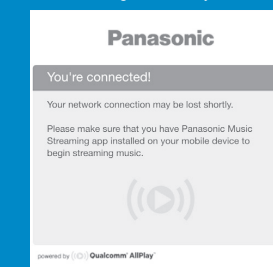 Panasonic
You're connected!
Your network connection may be lost shortly.
Please make sure that you have Panasonic Music
Streaming app installed on your mobile device to
begin streaming music.
powered by Qualcomm® AllPlay™